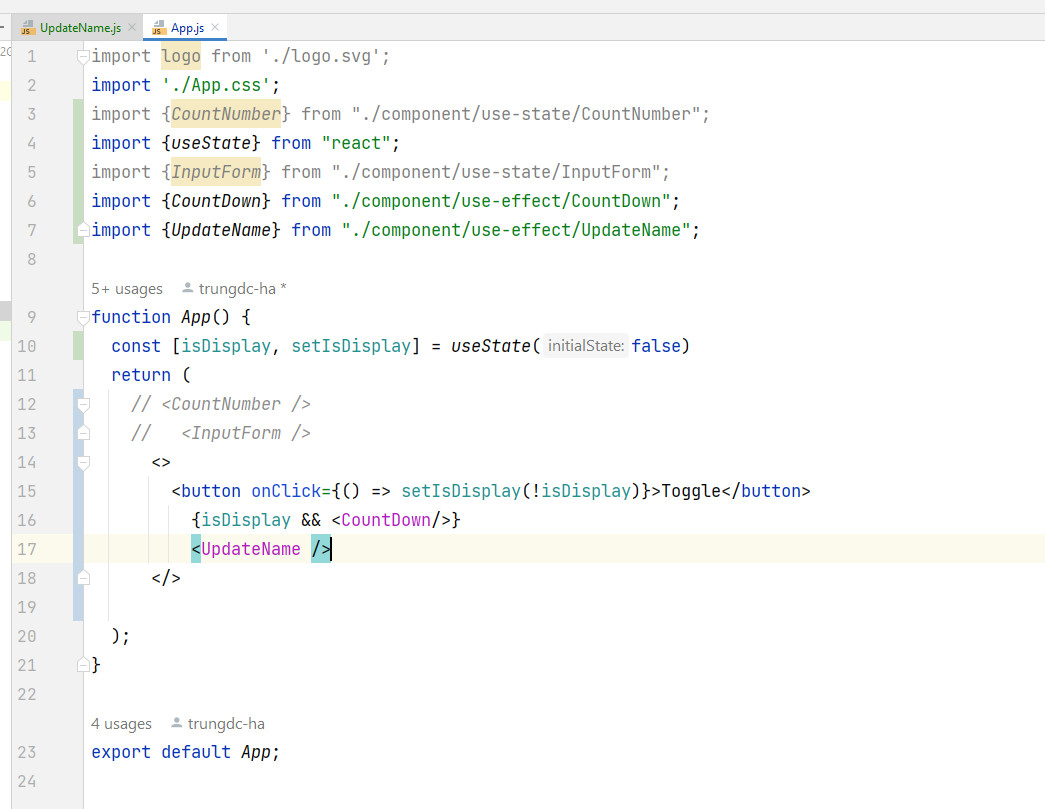 UpdateName.js
App.js
20
1 import logo from './logo.svg';
2 import './App.css';
3 import {CountNumber} from "./component/use-state/CountNumber";
4 import {useState} from "react";
5 import {InputForm} from "./component/use-state/InputForm";
6 import {CountDown} from "./component/use-effect/CountDown";
7 import {UpdateName} from "./component/use-effect/UpdateName";
8
5+ usages trungdc-ha *
9 function App() {
10 const [isDisplay, setIsDisplay] = useState( initialState: false)
11 return (
12 // <CountNumber />
13 // <InputForm />
14 <>
15 <button onClick={() => setIsDisplay(!isDisplay)}>Toggle</button>
16 {isDisplay && <CountDown/>}
17 <UpdateName />
18 </>
19
20 );
21 }
22
4 usages trungdc-ha
23 export default App;
24